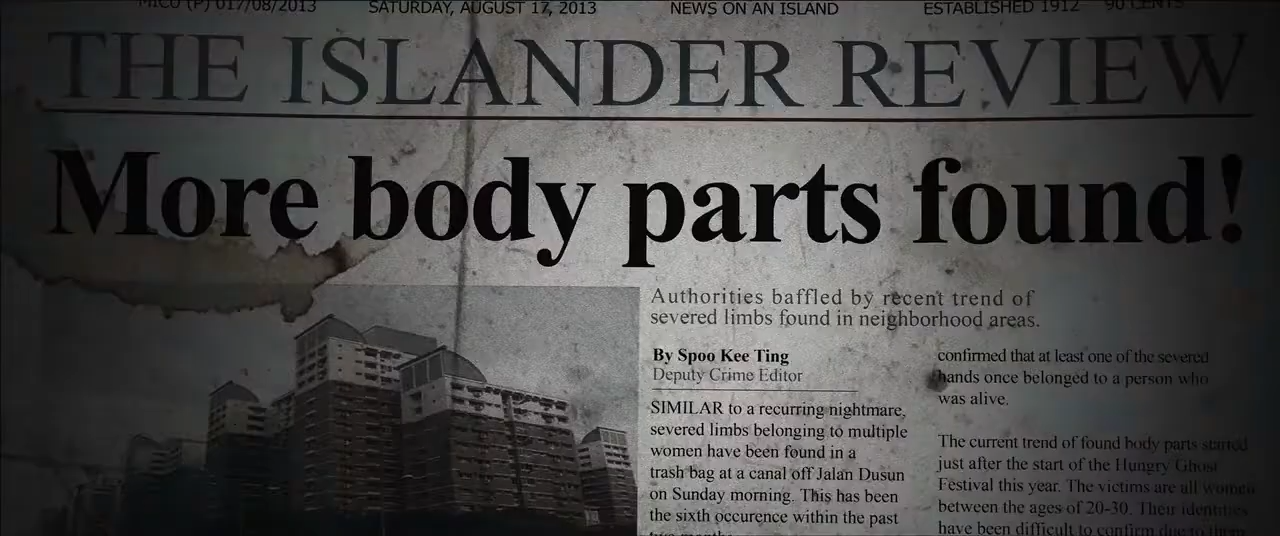 MICO (P) 017/08/2013 SATURDAY, AUGUST 17, 2013 NEWS ON AN ISLAND ESTABLISHED 1912 90 CENTS
THE ISLANDER REVIEW
More body parts found!
Authorities baffled by recent trend of
severed limbs found in neighborhood areas.
By Spoo Kee Ting
Deputy Crime Editor
SIMILAR to a recurring nightmare,
severed limbs belonging to multiple
women have been found in a
trash bag at a canal off Jalan Dusun
on Sunday morning. This has been
the sixth occurence within the past
two months
confirmed that at least one of the severed
hands once belonged to a person who
was alive.
The current trend of found body parts started
just after the start of the Hungry Ghost
Festival this year. The victims are all women
between the ages of 20-30. Their identities
have been difficult to confirm due to them